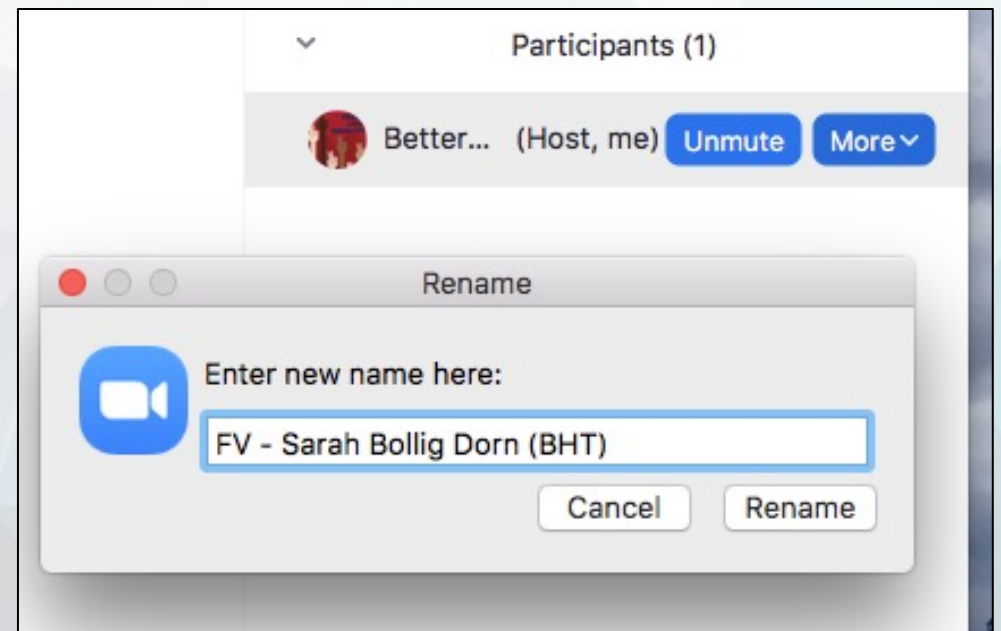 Participants (1)
Better... (Host, me) Unmute More
Rename
Enter new name here:
FV - Sarah Bollig Dorn (BHT)
Cancel Rename